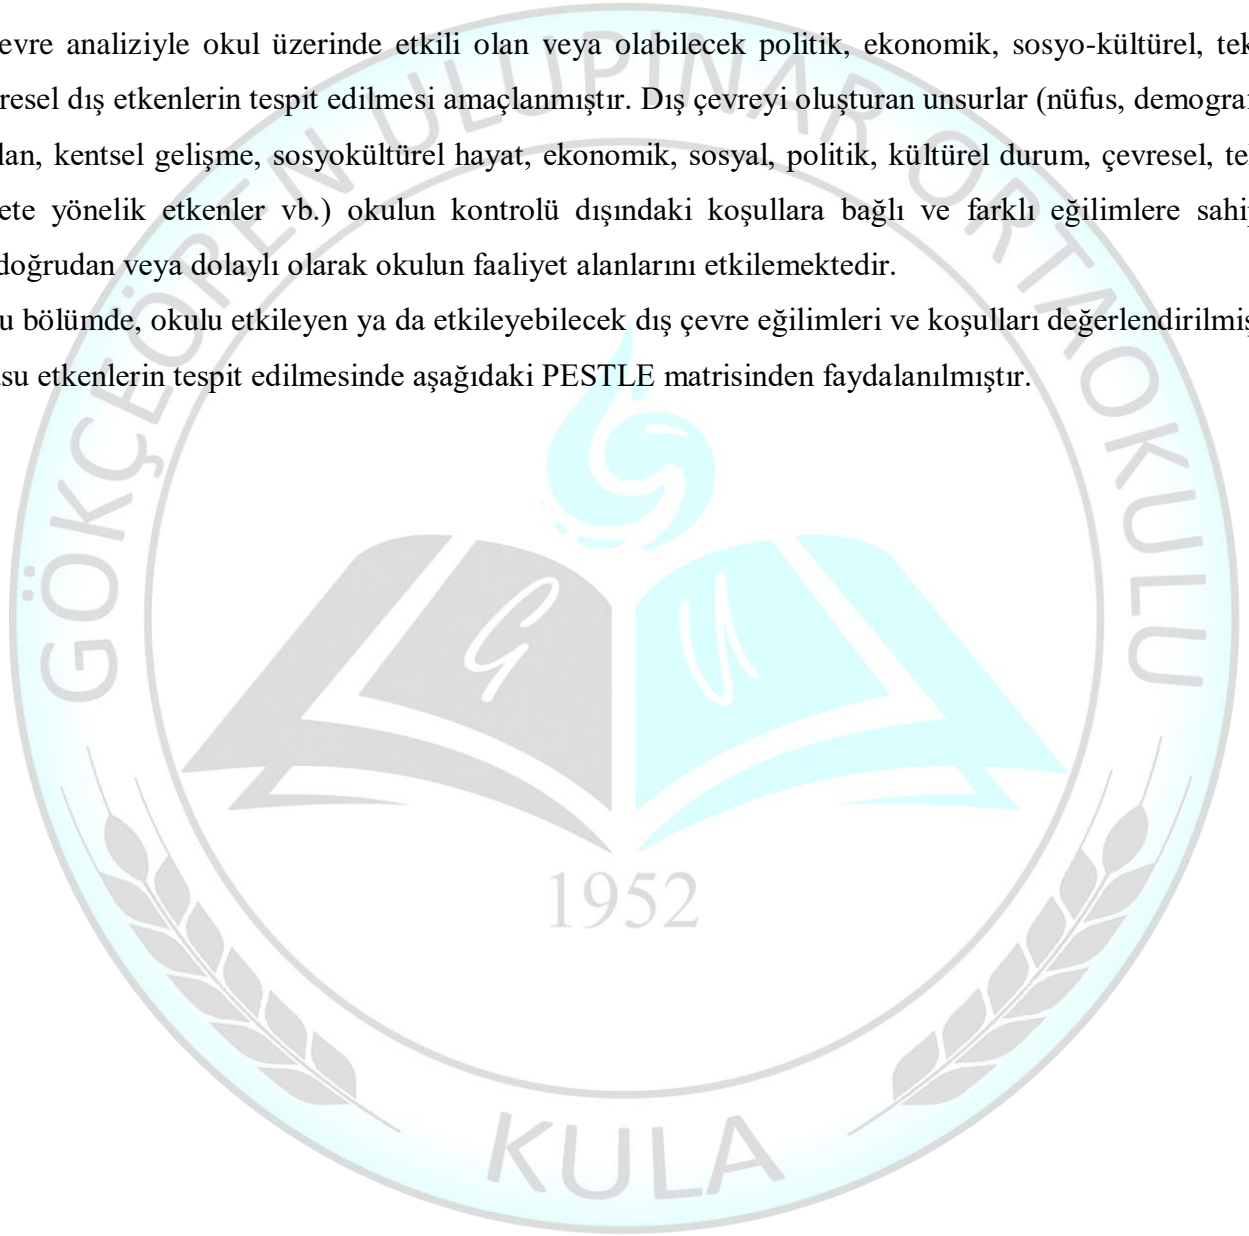 evre analiziyle okul üzerinde etkili olan veya olabilecek politik, ekonomik, sosyo-kültürel, tek
resel dış etkenlerin tespit edilmesi amaçlanmıştır. Dış çevreyi oluşturan unsurlar (nüfus, demograf
lan, kentsel gelişme, sosyokültürel hayat, ekonomik, sosyal, politik, kültürel durum, çevresel, te
ete yönelik etkenler vb.) okulun kontrolü dışındaki koşullara bağlı ve farklı eğilimlere sahi
doğrudan veya dolaylı olarak okulun faaliyet alanlarını etkilemektedir.
u bölümde, okulu etkileyen ya da etkileyebilecek dış çevre eğilimleri ve koşulları değerlendirilmiş
usu etkenlerin tespit edilmesinde aşağıdaki PESTLE matrisinden faydalanılmıştır.
GÖKÇEÖREN ULUPINAR ORTAOKULU
G U
1952
KULA